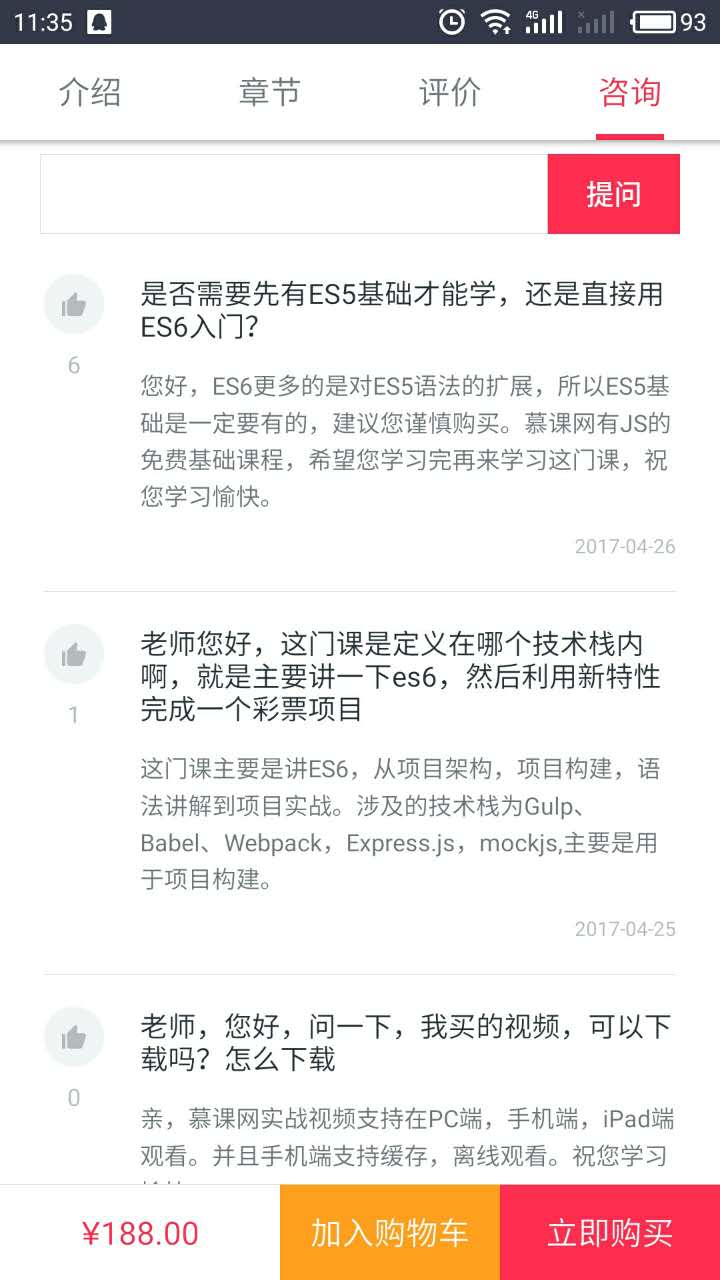 11:35
4G
93
介绍
章节
评价
咨询
提问
是否需要先有ES5基础才能学，还是直接用
ES6入门？
6
您好，ES6更多的是对ES5语法的扩展，所以ES5基
础是一定要有的，建议您谨慎购买。慕课网有JS的
免费基础课程，希望您学习完再来学习这门课，祝
您学习愉快。
2017-04-26
老师您好，这门课是定义在哪个技术栈内
啊，就是主要讲一下es6，然后利用新特性
完成一个彩票项目
1
这门课主要是讲ES6，从项目架构，项目构建，语
法讲解到项目实战。涉及的技术栈为Gulp、
Babel、Webpack，Express.js，mockjs,主要是用
于项目构建。
2017-04-25
老师，您好，问一下，我买的视频，可以下
载吗？怎么下载
0
亲，慕课网实战视频支持在PC端，手机端，iPad端
观看。并且手机端支持缓存，离线观看。祝您学习
¥188.00
加入购物车
立即购买